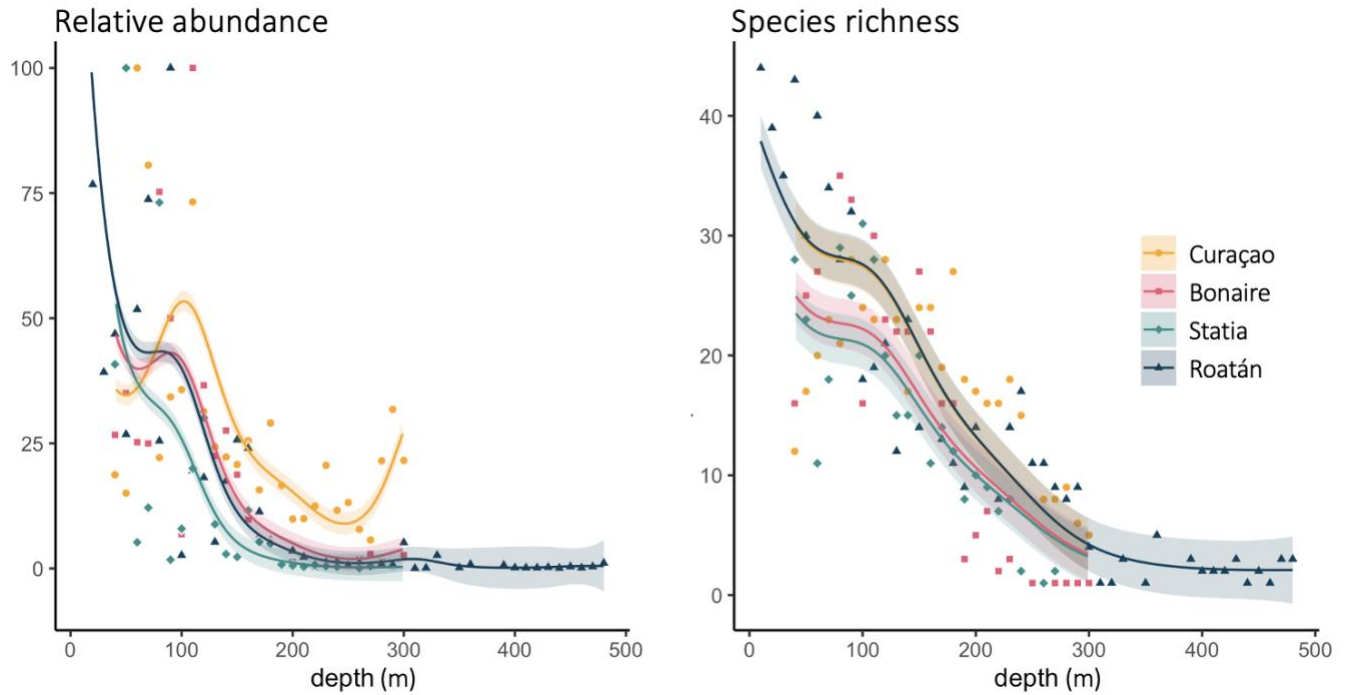 Relative abundance
100
75
50
25
0
0 100 200 300 400 500
depth (m)
Species richness
40
30
20
10
0
0 100 200 300 400 500
depth (m)
Curaçao
Bonaire
Statia
Roatán